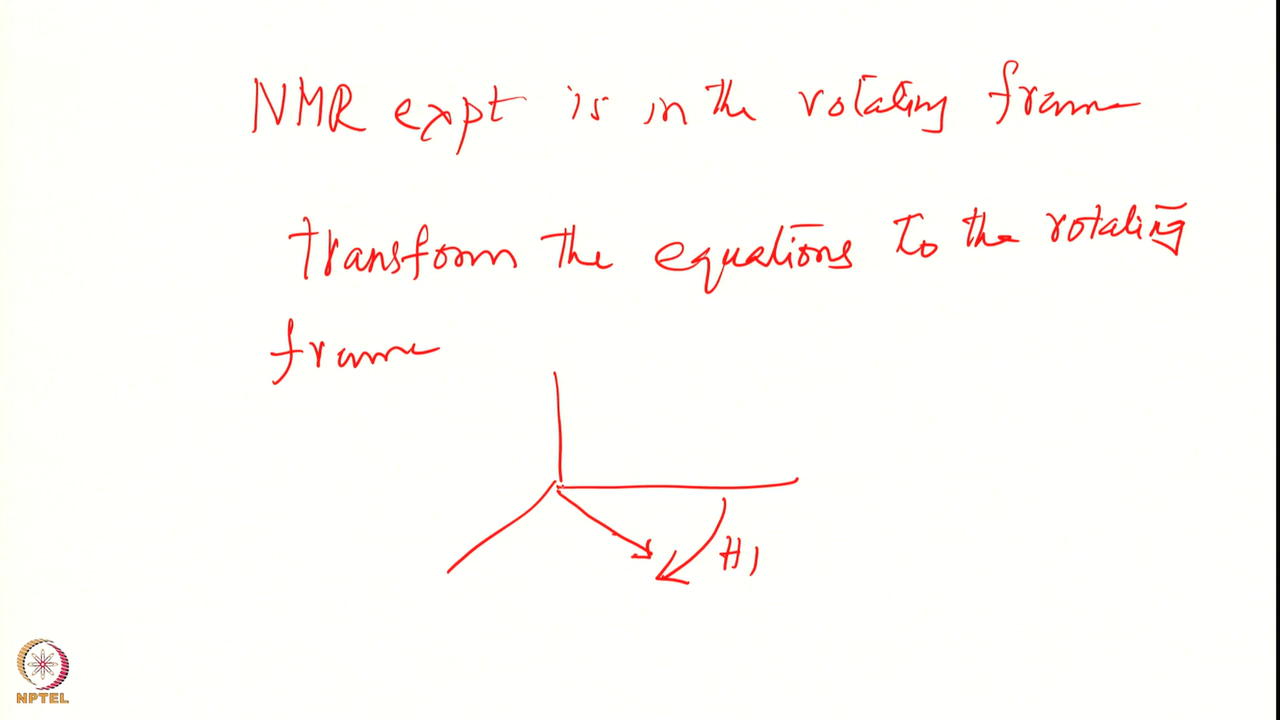 NMR expt is in the rotating frame
Transform the equations to the rotating
frame
H1
NPTEL